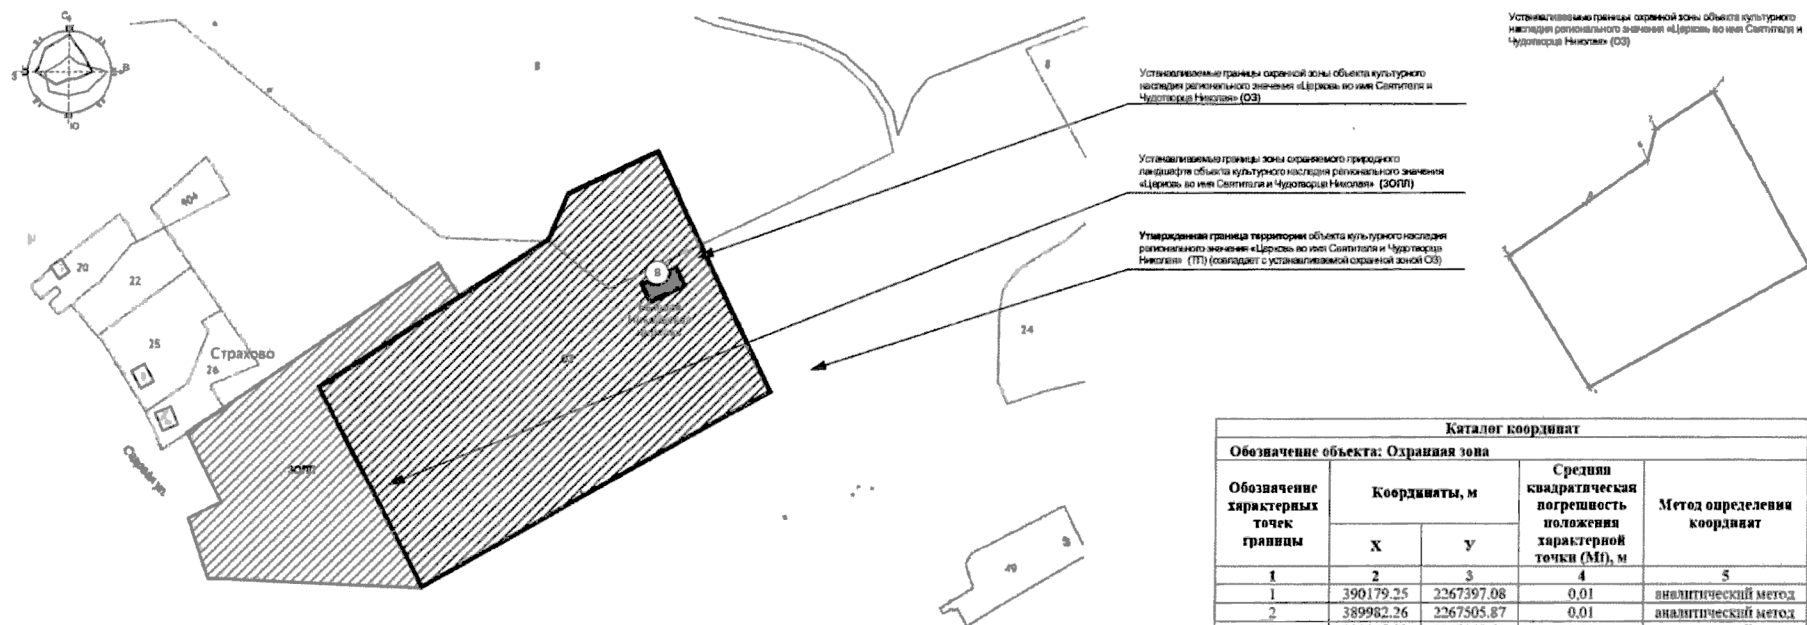 С
В
Ю
8
8
404
20
22
25
26
Страхово
8
02
ЗОПЛ
24
49
Устанавливаемые границы охранной зоны объекта культурного
наследия регионального значения «Церковь во имя Святителя и
Чудотворца Николая» (ОЗ)
Устанавливаемые границы зоны охраняемого природного
ландшафта объекта культурного наследия регионального значения
«Церковь во имя Святителя и Чудотворца Николая» (ЗОПЛ)
Утвержденная граница территории объекта культурного наследия
регионального значения «Церковь во имя Святителя и Чудотворца
Николая» (ТП) (совпадает с устанавливаемой охранной зоной ОЗ)
Устанавливаемые границы охранной зоны объекта культурного
наследия регионального значения «Церковь во имя Святителя и
Чудотворца Николая» (ОЗ)
Каталог координат
Обозначение объекта: Охранная зона
Обозначение характерных точек границы
Координаты, м
Х
У
Средняя квадратическая погрешность положения характерной точки (Mt), м
Метод определения координат
1 2 3 4 5
1 390179.25 2267397.08 0,01 аналитический метод
2 389982.26 2267505.87 0,01 аналитический метод